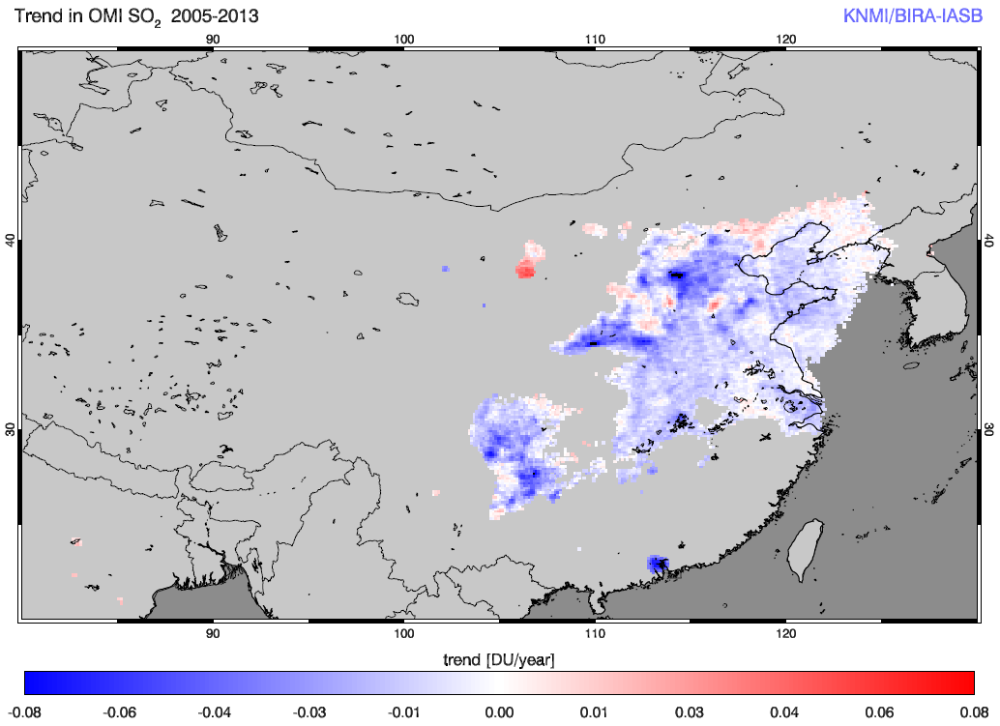 Trend in OMI SO2 2005-2013
KNMI/BIRA-IASB
90 100 110 120
40 40
30 30
90 100 110 120
trend [DU/year]
-0.08 -0.06 -0.04 -0.03 -0.01 0.00 0.01 0.03 0.04 0.06 0.08